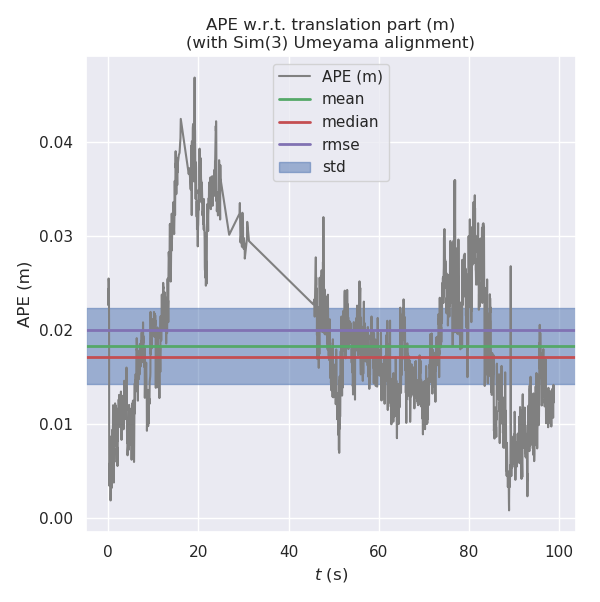 APE w.r.t. translation part (m)
(with Sim(3) Umeyama alignment)
APE (m)
mean
median
rmse
std
APE (m)
0.04
0.03
0.02
0.01
0.00
0 20 40 60 80 100
t (s)